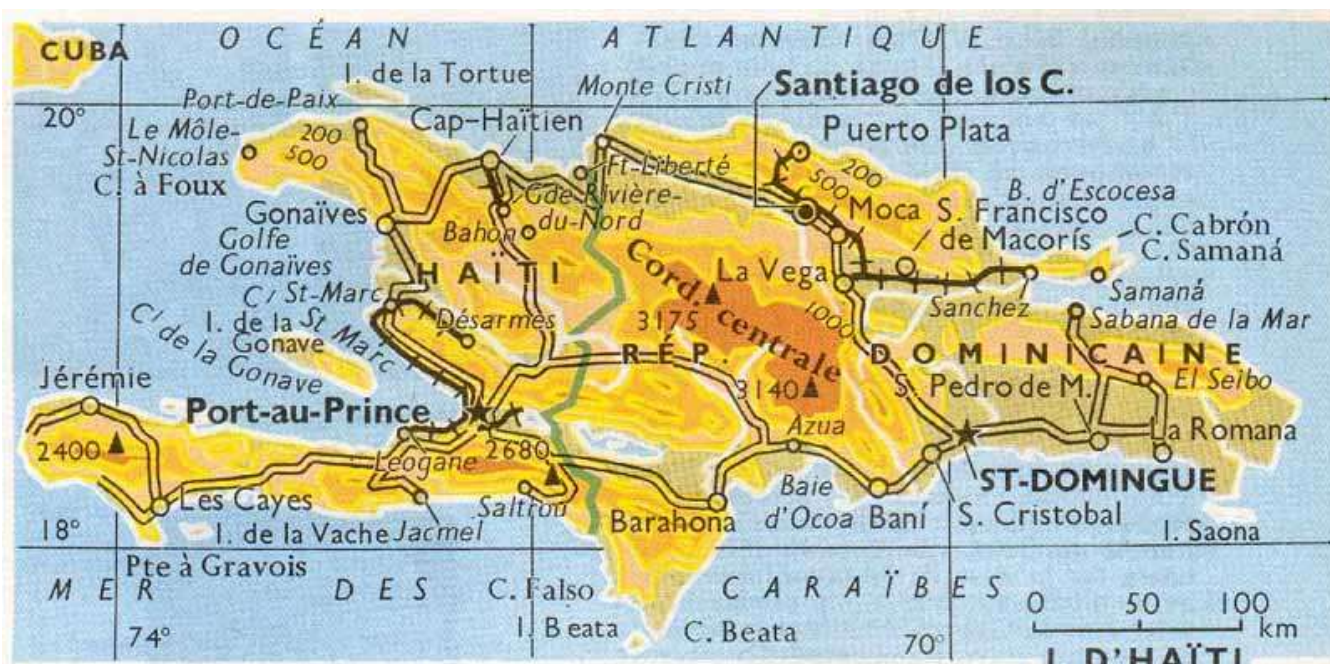 CUBA
OCÉAN ATLANTIQUE
I. de la Tortue
Monte Cristi
Santiago de los C.
20°
Port-de-Paix
Cap-Haïtien
Puerto Plata
Le Môle-
St-Nicolas
200
500
C. à Foux
Ft-Liberté
500
200
Gde Rivière-
du-Nord
B. d'Escocesa
Gonaïves
Bahon
Moca
S. Francisco
de Macorís
C. Cabrón
C. Samaná
Golfe
de Gonaïves
HAÏTI
Cord. centrale
La Vega
Sanchez
Samaná
C! St-Marc
Désarmes
3175
1000
Sabana de la Mar
I. de la
Gonave
St Marc
Cl de la Gonave
RÉP. DOMINICAINE
Jérémie
3140
S. Pedro de M.
El Seibo
Port-au-Prince
Azua
La Romana
2400
Léogane
2680
ST-DOMINGUE
Les Cayes
Saltrou
Baie
d'Ocoa
Baní
S. Cristobal
I. de la Vache
Jacmel
Barahona
18°
I. Saona
Pte à Gravois
MER DES CARAÏBES
C. Falso
0 50 100
km
I. Beata
C. Beata
74°
70°
I. D'HAÏTI